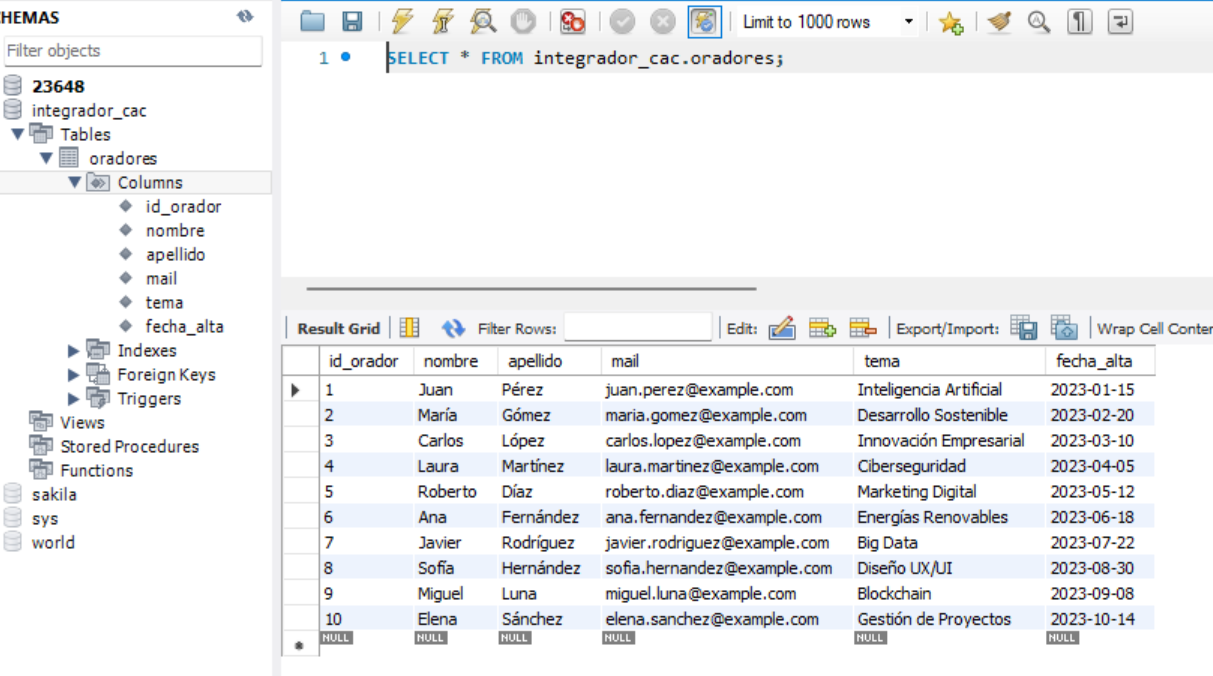 HEMAS
Filter objects
23648
integrador_cac
Tables
oradores
Columns
id_orador
nombre
apellido
mail
tema
fecha_alta
Indexes
Foreign Keys
Triggers
Views
Stored Procedures
Functions
sakila
sys
world
Limit to 1000 rows
1 SELECT * FROM integrador_cac.oradores;
Result Grid Filter Rows: Edit: Export/Import: Wrap Cell Conter
id_orador nombre apellido mail tema fecha_alta
1 Juan Pérez juan.perez@example.com Inteligencia Artificial 2023-01-15
2 María Gómez maria.gomez@example.com Desarrollo Sostenible 2023-02-20
3 Carlos López carlos.lopez@example.com Innovación Empresarial 2023-03-10
4 Laura Martínez laura.martinez@example.com Ciberseguridad 2023-04-05
5 Roberto Díaz roberto.diaz@example.com Marketing Digital 2023-05-12
6 Ana Fernández ana.fernandez@example.com Energías Renovables 2023-06-18
7 Javier Rodríguez javier.rodriguez@example.com Big Data 2023-07-22
8 Sofía Hernández sofia.hernandez@example.com Diseño UX/UI 2023-08-30
9 Miguel Luna miguel.luna@example.com Blockchain 2023-09-08
10 Elena Sánchez elena.sanchez@example.com Gestión de Proyectos 2023-10-14
NULL NULL NULL NULL NULL NULL